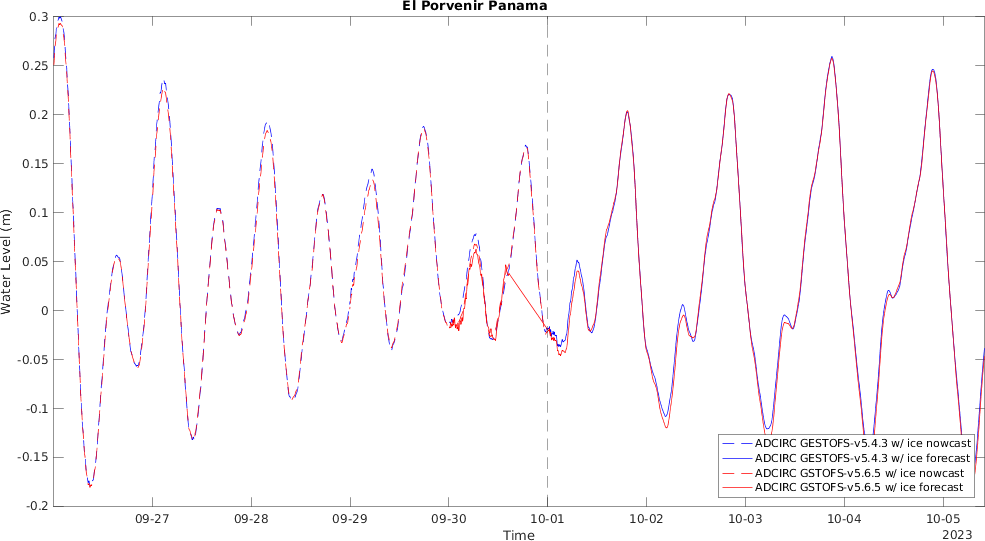 El Porvenir Panama
0.3
0.25
0.2
0.15
0.1
0.05
0
-0.05
-0.1
-0.15
-0.2
Water Level (m)
ADCIRC GESTOFS-v5.4.3 w/ ice nowcast
ADCIRC GESTOFS-v5.4.3 w/ ice forecast
ADCIRC GSTOFS-v5.6.5 w/ ice nowcast
ADCIRC GSTOFS-v5.6.5 w/ ice forecast
09-27 09-28 09-29 09-30 10-01 10-02 10-03 10-04 10-05
Time
2023